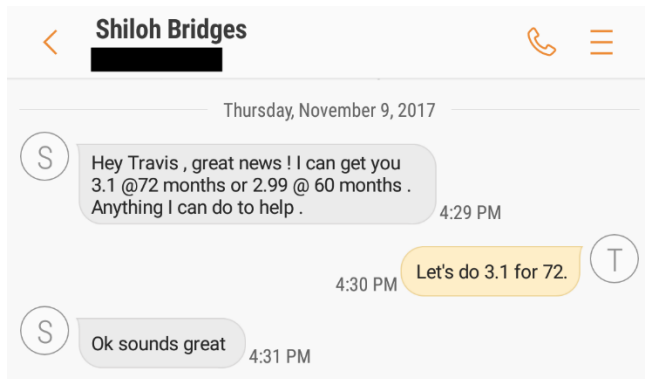 Shiloh Bridges
Thursday, November 9, 2017
S
Hey Travis , great news ! I can get you
3.1 @72 months or 2.99 @ 60 months .
Anything I can do to help .
4:29 PM
T
Let's do 3.1 for 72.
4:30 PM
S
Ok sounds great
4:31 PM